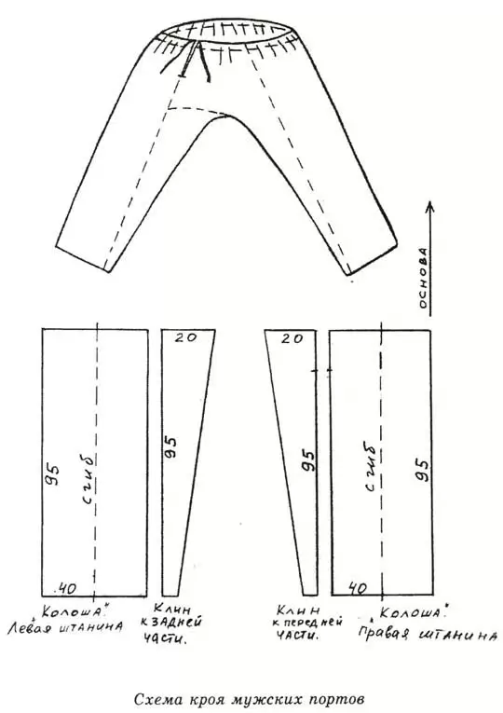 ОСНОВА
20
20
95
сгиб
95
95
сгиб
95
40
40
"Колоша".
Левая штанина
Клин
к задней
части.
Клин
к передней
части.
"Колоша".
Правая штанина
Схема кроя мужских портов